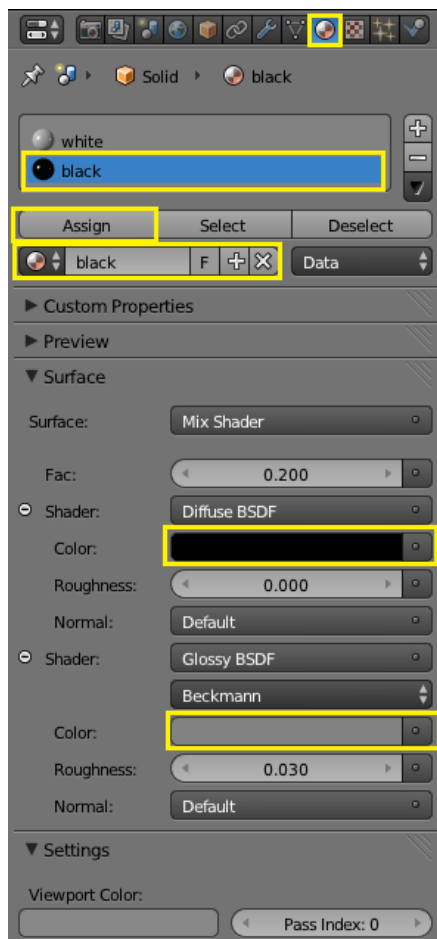 Solid black
white
black
Assign Select Deselect
black F Data
Custom Properties
Preview
Surface
Surface: Mix Shader
Fac: 0.200
Shader: Diffuse BSDF
Color:
Roughness: 0.000
Normal: Default
Shader: Glossy BSDF
Beckmann
Color:
Roughness: 0.030
Normal: Default
Settings
Viewport Color:
Pass Index: 0